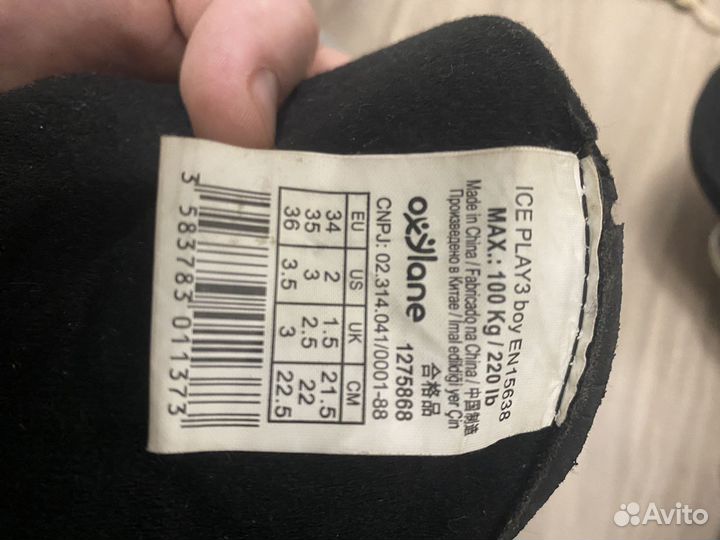 ICE PLAY3 boy EN15638
MAX.: 100 Kg / 220 lb
Made in China / Fabricado na China / 中国制造
Произведено в Китае / Imal edildigi yer Çin
合格品
oxylane 1275868
CNPJ: 02.314.041/0001-88
EU US UK CM
34 2 1.5 21.5
35 3 2.5 22
36 3.5 3 22.5
3 583783 011373
Avito